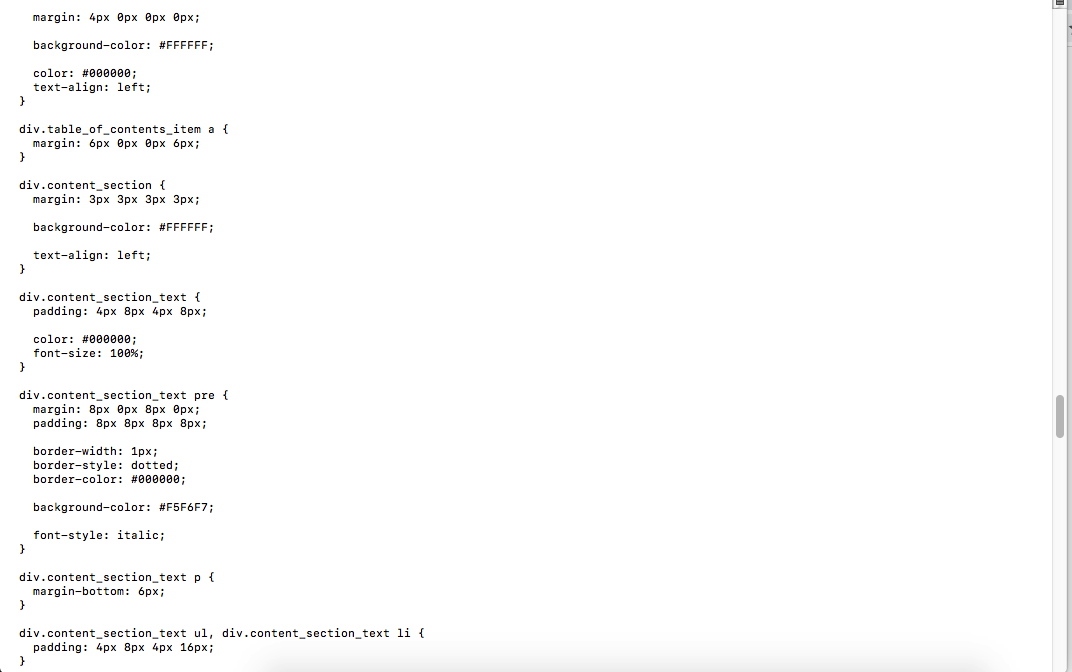 margin: 4px 0px 0px 0px;
background-color: #FFFFFF;
color: #000000;
text-align: left;
}
div.table_of_contents_item a {
margin: 6px 0px 0px 6px;
}
div.content_section {
margin: 3px 3px 3px 3px;
background-color: #FFFFFF;
text-align: left;
}
div.content_section_text {
padding: 4px 8px 4px 8px;
color: #000000;
font-size: 100%;
}
div.content_section_text pre {
margin: 8px 0px 8px 0px;
padding: 8px 8px 8px 8px;
border-width: 1px;
border-style: dotted;
border-color: #000000;
background-color: #F5F6F7;
font-style: italic;
}
div.content_section_text p {
margin-bottom: 6px;
}
div.content_section_text ul, div.content_section_text li {
padding: 4px 8px 4px 16px;
}